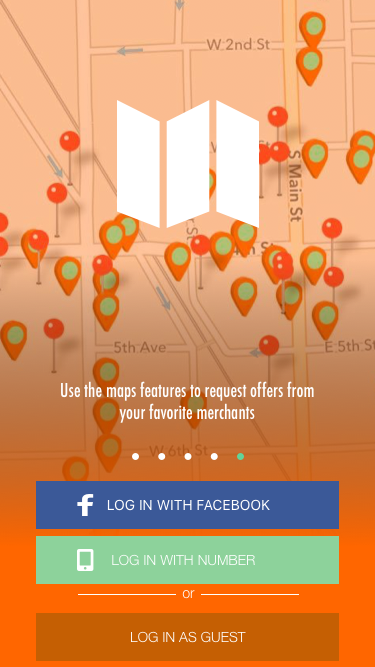 W 2nd St
S Main St
5th Ave
E 5th St
Use the maps features to request offers from
your favorite merchants
W 6th St
LOG IN WITH FACEBOOK
LOG IN WITH NUMBER
or
LOG IN AS GUEST